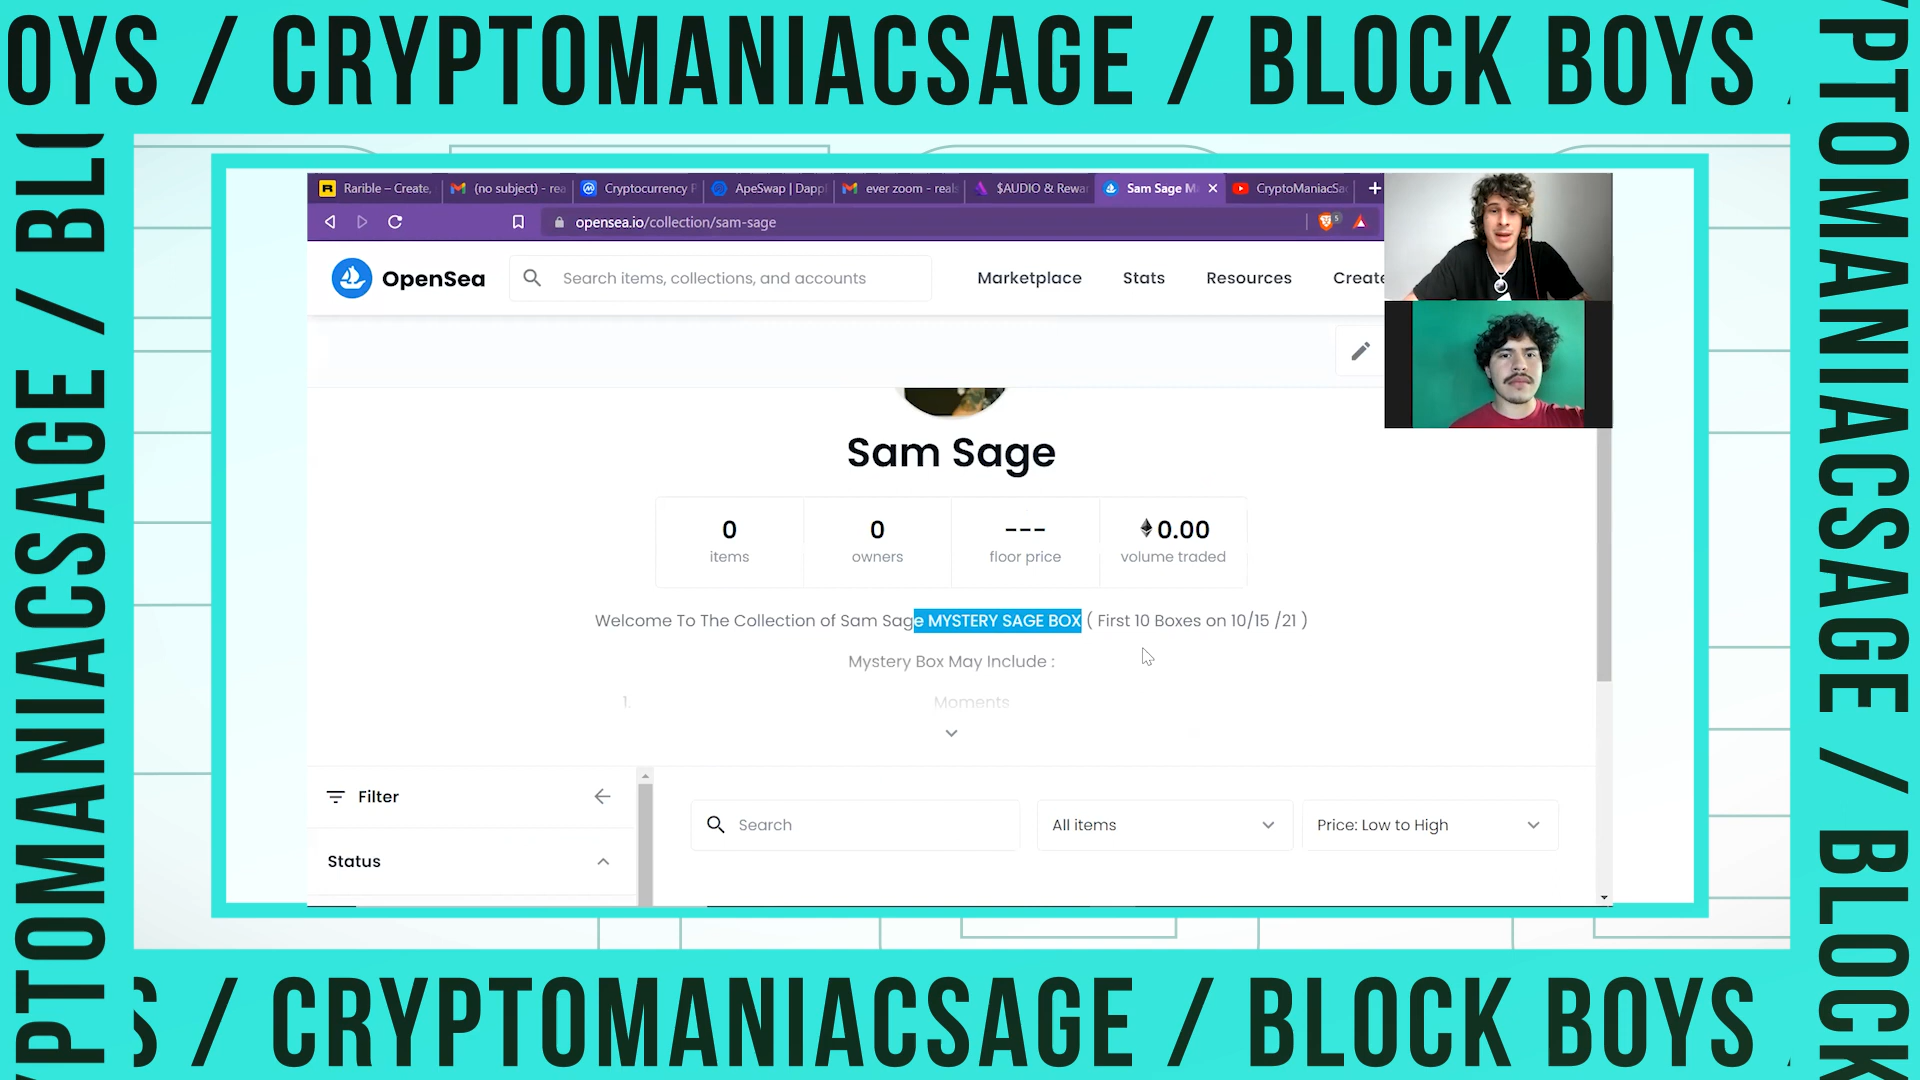 OYS / CRYPTOMANIACSAGE / BLOCK BOYS
Rarible – Create,
(no subject) - rea
Cryptocurrency P
ApeSwap | Dapp
ever zoom - reals
$AUDIO & Rewar
Sam Sage M
CryptoManiacSa
opensea.io/collection/sam-sage
5
OpenSea
Search items, collections, and accounts
Marketplace
Stats
Resources
Create
Sam Sage
0
items
0
owners
---
floor price
0.00
volume traded
Welcome To The Collection of Sam Sage MYSTERY SAGE BOX ( First 10 Boxes on 10/15 /21 )
Mystery Box May Include :
1. Moments
Filter
Status
Search
All items
Price: Low to High
YPTOMANIACSAGE / BLO
YPTOMANIACSAGE / BLOCK
S / CRYPTOMANIACSAGE / BLOCK BOYS /